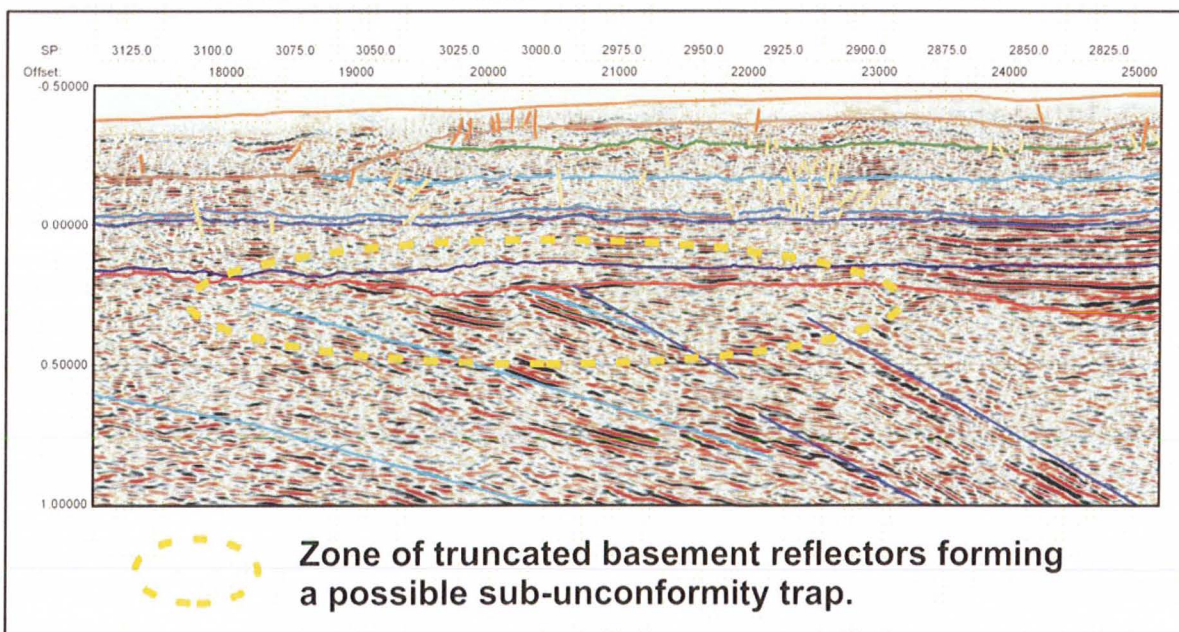 SP: 3125.0 3100.0 3075.0 3050.0 3025.0 3000.0 2975.0 2950.0 2925.0 2900.0 2875.0 2850.0 2825.0
Offset: 18000 19000 20000 21000 22000 23000 24000 25000
-0.50000
0.00000
0.50000
1.00000
Zone of truncated basement reflectors forming
a possible sub-unconformity trap.